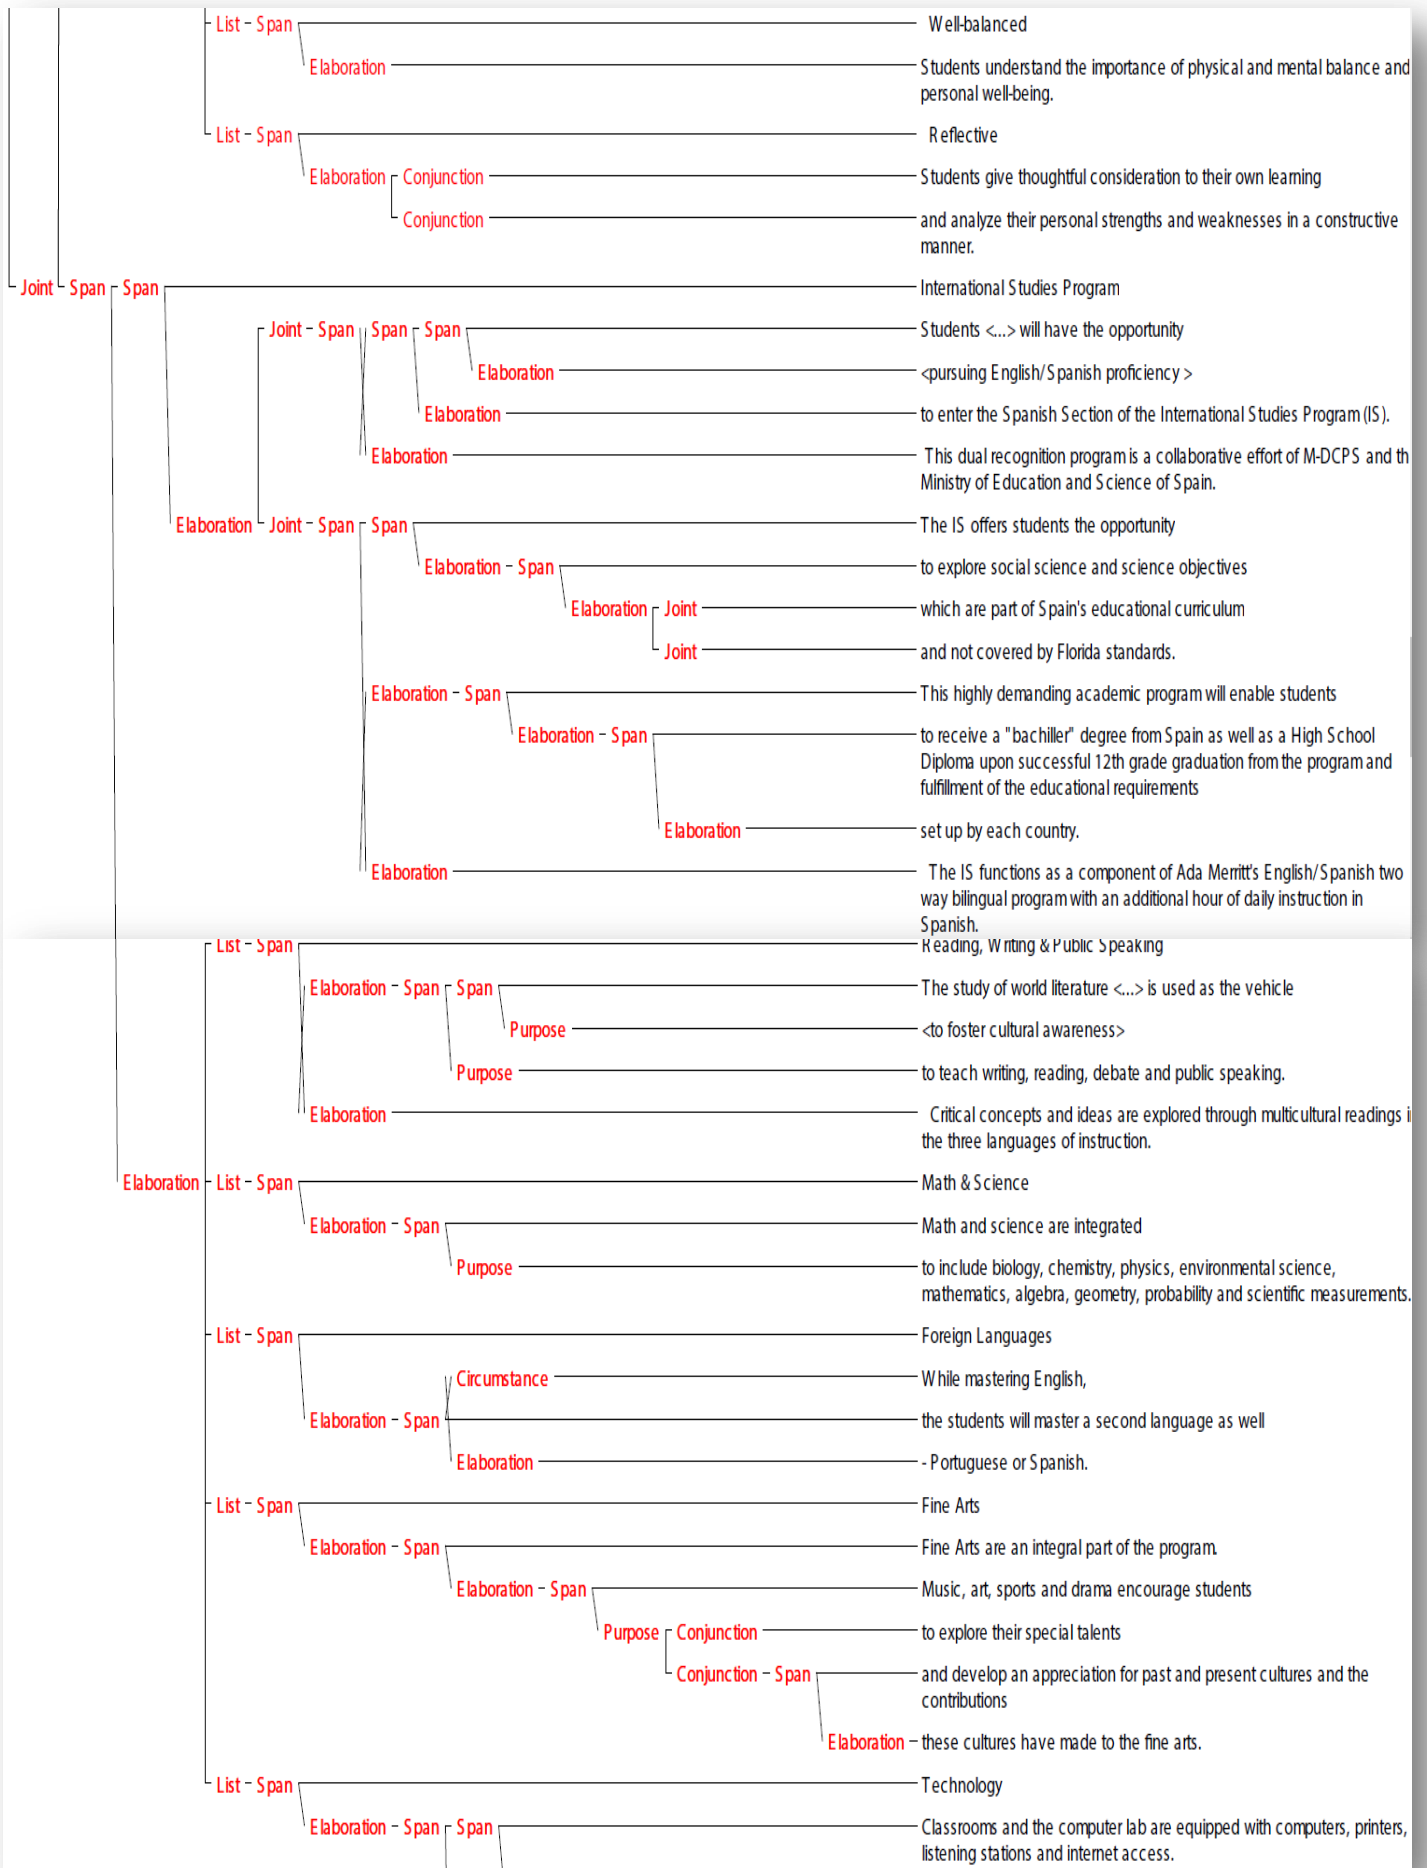 List Span Well-balanced
Elaboration Students understand the importance of physical and mental balance and
personal well-being.
List Span Reflective
Elaboration Conjunction Students give thoughtful consideration to their own learning
Conjunction and analyze their personal strengths and weaknesses in a constructive
manner.
Joint Span Span International Studies Program
Joint Span Span Span Students <...> will have the opportunity
Elaboration <pursuing English/Spanish proficiency >
Elaboration to enter the Spanish Section of the International Studies Program (IS).
Elaboration This dual recognition program is a collaborative effort of M-DCPS and th
Ministry of Education and Science of Spain.
Elaboration Joint Span Span The IS offers students the opportunity
Elaboration Span to explore social science and science objectives
Elaboration Joint which are part of Spain's educational curriculum
Joint and not covered by Florida standards.
Elaboration Span This highly demanding academic program will enable students
Elaboration Span to receive a "bachiller" degree from Spain as well as a High School
Diploma upon successful 12th grade graduation from the program and
fulfillment of the educational requirements
Elaboration set up by each country.
Elaboration The IS functions as a component of Ada Merritt's English/Spanish two
way bilingual program with an additional hour of daily instruction in
Spanish.
List Span Reading, Writing & Public Speaking
Elaboration Span Span The study of world literature <...> is used as the vehicle
Purpose <to foster cultural awareness>
Purpose to teach writing, reading, debate and public speaking.
Elaboration Critical concepts and ideas are explored through multicultural readings i
the three languages of instruction.
Elaboration List Span Math & Science
Elaboration Span Math and science are integrated
Purpose to include biology, chemistry, physics, environmental science,
mathematics, algebra, geometry, probability and scientific measurements.
List Span Foreign Languages
Circumstance While mastering English,
Elaboration Span the students will master a second language as well
Elaboration - Portuguese or Spanish.
List Span Fine Arts
Elaboration Span Fine Arts are an integral part of the program.
Elaboration Span Music, art, sports and drama encourage students
Purpose Conjunction to explore their special talents
Conjunction Span and develop an appreciation for past and present cultures and the
contributions
Elaboration these cultures have made to the fine arts.
List Span Technology
Elaboration Span Span Classrooms and the computer lab are equipped with computers, printers,
listening stations and internet access.